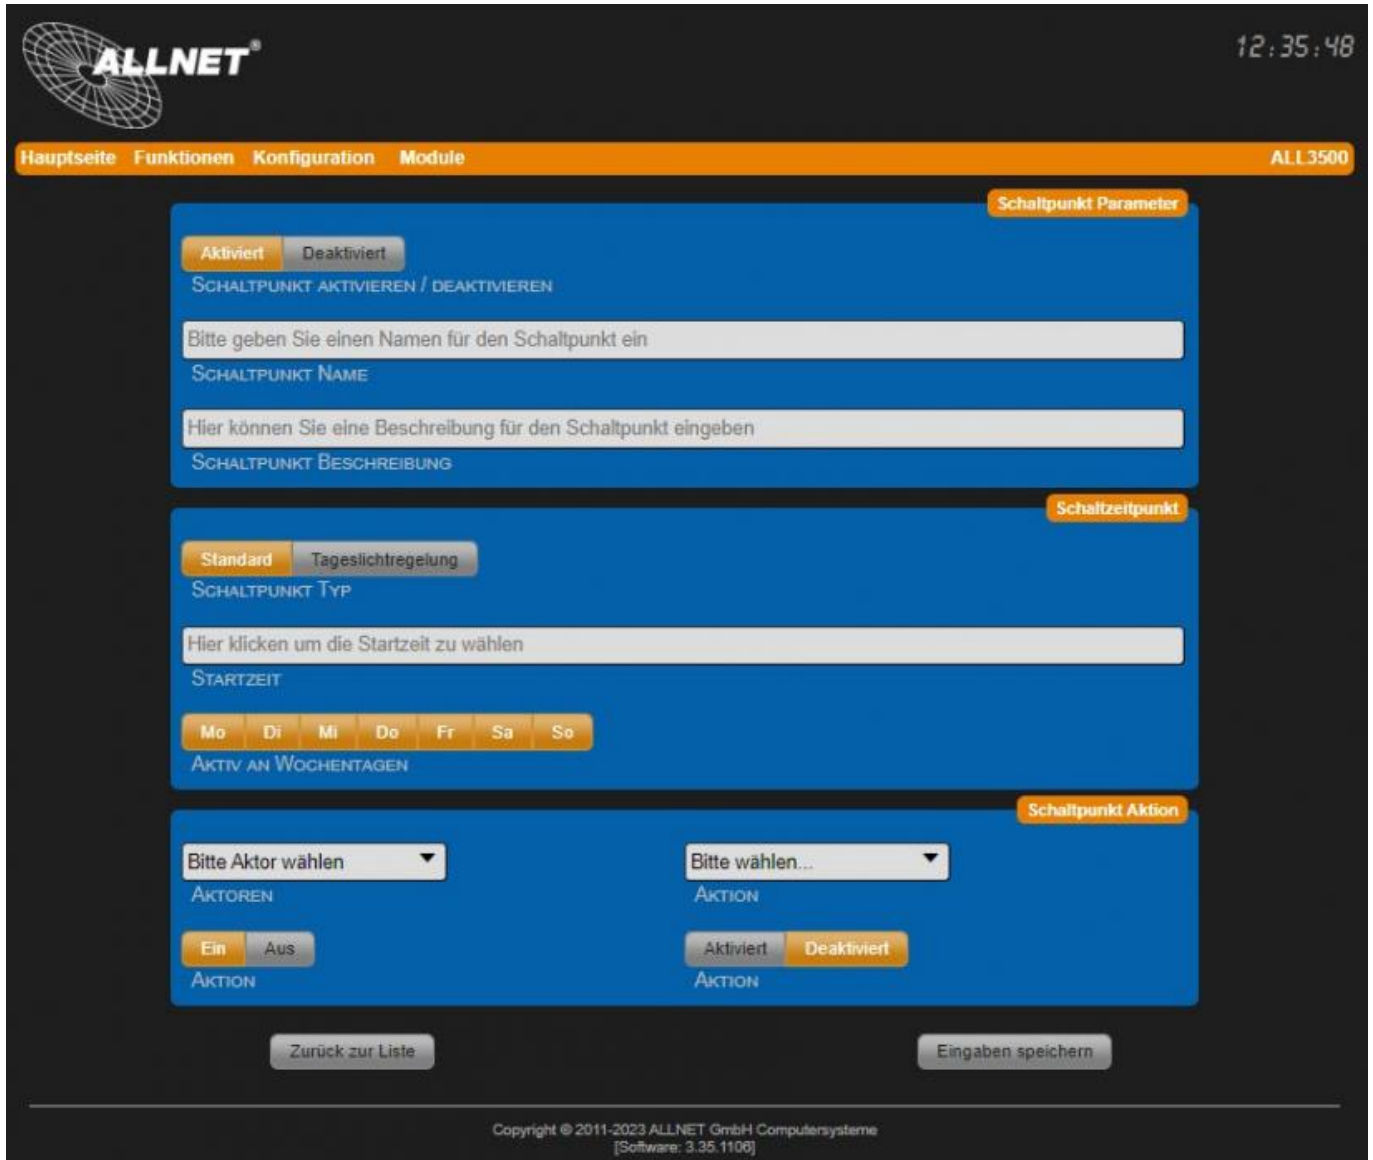 ALLNET®
12:35:48
Hauptseite Funktionen Konfiguration Module ALL3500
Schaltpunkt Parameter
Aktiviert Deaktiviert
Schaltpunkt aktivieren / deaktivieren
Bitte geben Sie einen Namen für den Schaltpunkt ein
Schaltpunkt Name
Hier können Sie eine Beschreibung für den Schaltpunkt eingeben
Schaltpunkt Beschreibung
Schaltzeitpunkt
Standard Tageslichtregelung
Schaltpunkt Typ
Hier klicken um die Startzeit zu wählen
Startzeit
Mo Di Mi Do Fr Sa So
Aktiv an Wochentagen
Schaltpunkt Aktion
Bitte Aktor wählen Bitte wählen...
Aktoren Aktion
Ein Aus Aktiviert Deaktiviert
Aktion Aktion
Zurück zur Liste Eingaben speichern
Copyright © 2011-2023 ALLNET GmbH Computersysteme
[Software: 3.35.1106]